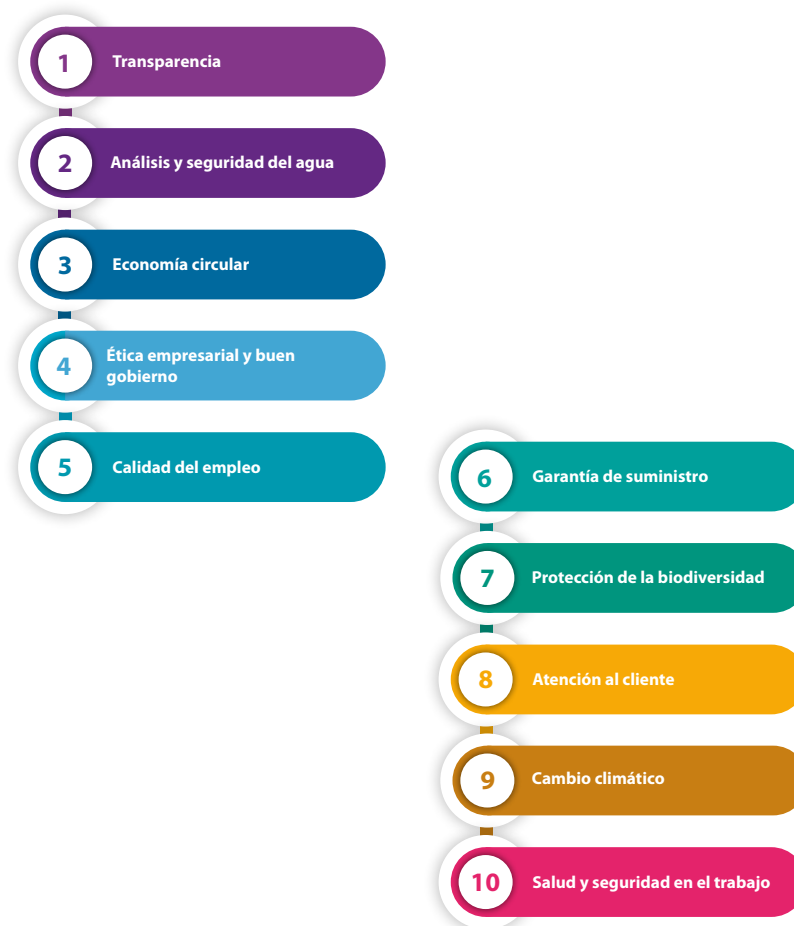 1
Transparencia
2
Análisis y seguridad del agua
3
Economía circular
4
Ética empresarial y buen
gobierno
5
Calidad del empleo
6
Garantía de suministro
7
Protección de la biodiversidad
8
Atención al cliente
9
Cambio climático
10
Salud y seguridad en el trabajo